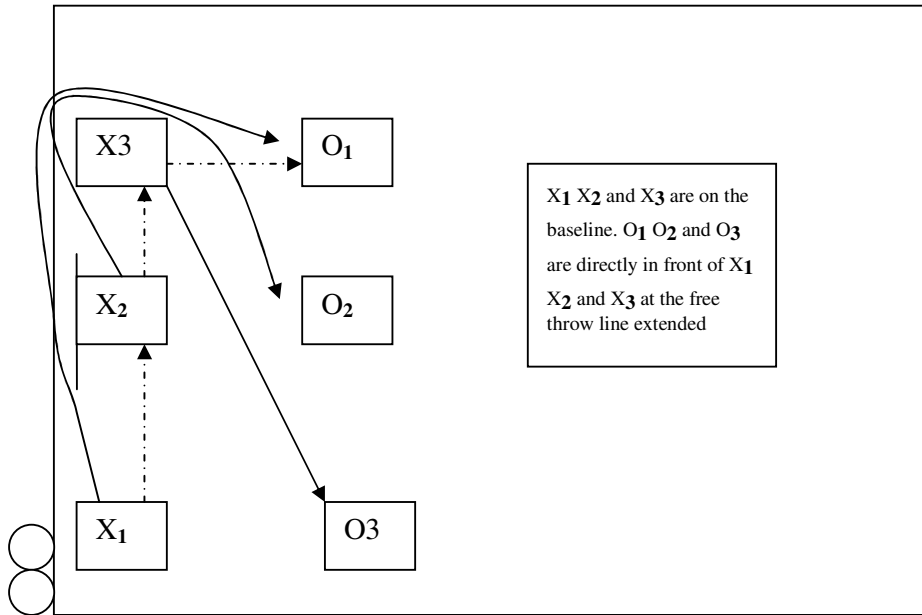 X3 O1
X1 X2 and X3 are on the
baseline. O1 O2 and O3
are directly in front of X1
X2 and X3 at the free
throw line extended
X2 O2
X1 O3